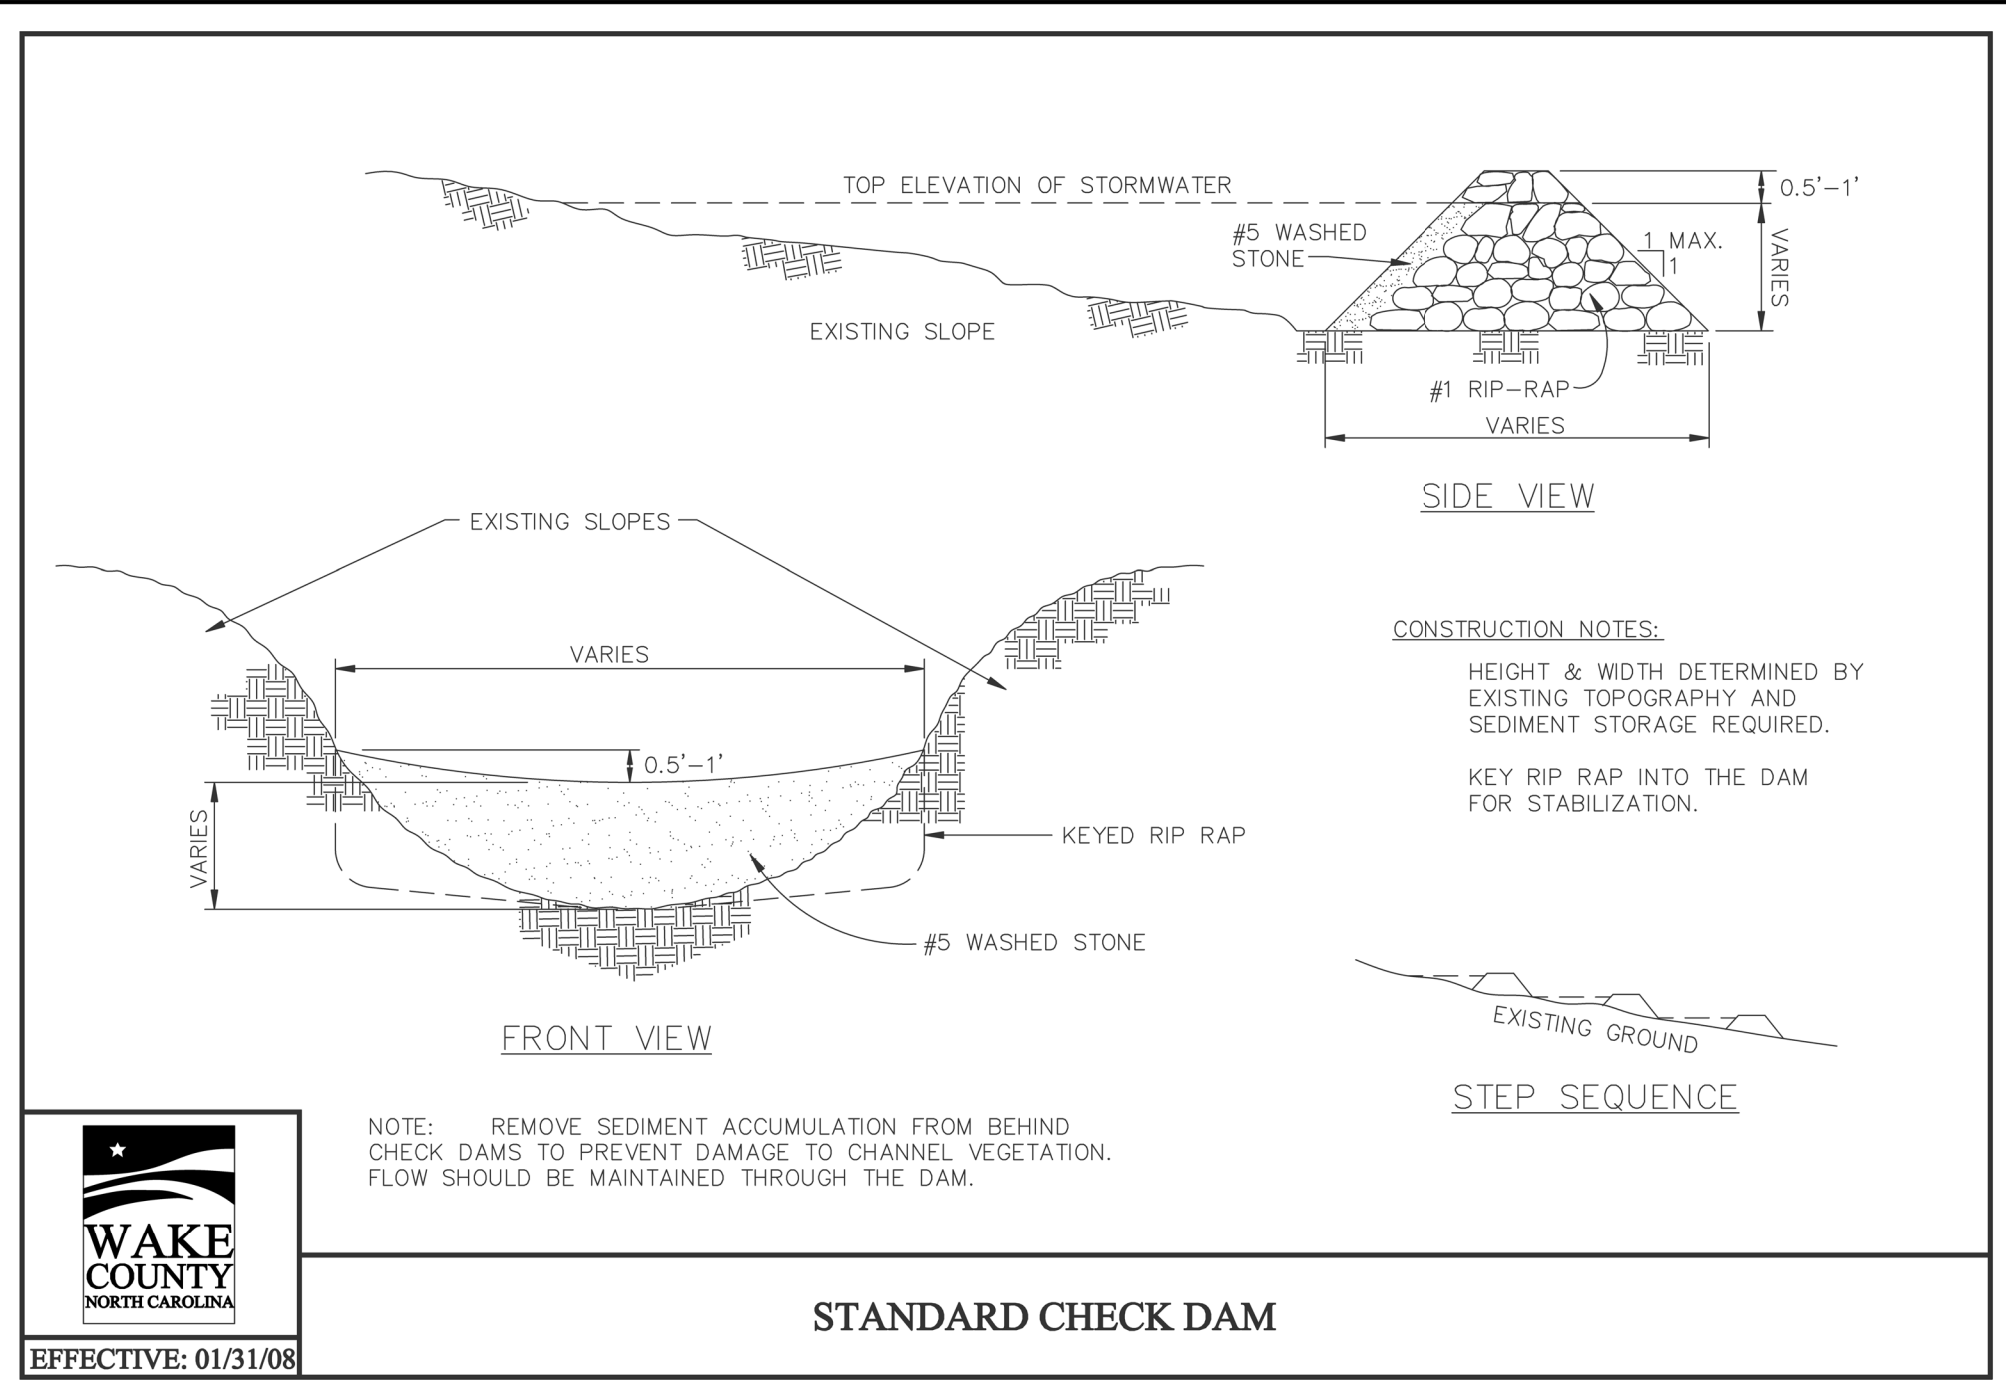 TOP ELEVATION OF STORMWATER
0.5'-1'
#5 WASHED
STONE
1 MAX.
1
VARIES
EXISTING SLOPE
#1 RIP-RAP
VARIES
SIDE VIEW
EXISTING SLOPES
VARIES
0.5'-1'
VARIES
KEYED RIP RAP
#5 WASHED STONE
FRONT VIEW
CONSTRUCTION NOTES:
HEIGHT & WIDTH DETERMINED BY
EXISTING TOPOGRAPHY AND
SEDIMENT STORAGE REQUIRED.
KEY RIP RAP INTO THE DAM
FOR STABILIZATION.
EXISTING GROUND
STEP SEQUENCE
NOTE: REMOVE SEDIMENT ACCUMULATION FROM BEHIND
CHECK DAMS TO PREVENT DAMAGE TO CHANNEL VEGETATION.
FLOW SHOULD BE MAINTAINED THROUGH THE DAM.
WAKE
COUNTY
NORTH CAROLINA
EFFECTIVE: 01/31/08
STANDARD CHECK DAM